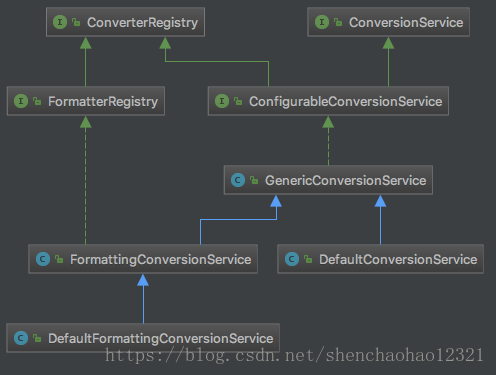 ConverterRegistry ConversionService
FormatterRegistry ConfigurableConversionService
GenericConversionService
FormattingConversionService DefaultConversionService
DefaultFormattingConversionService
https://blog.csdn.net/shenchaohao12321